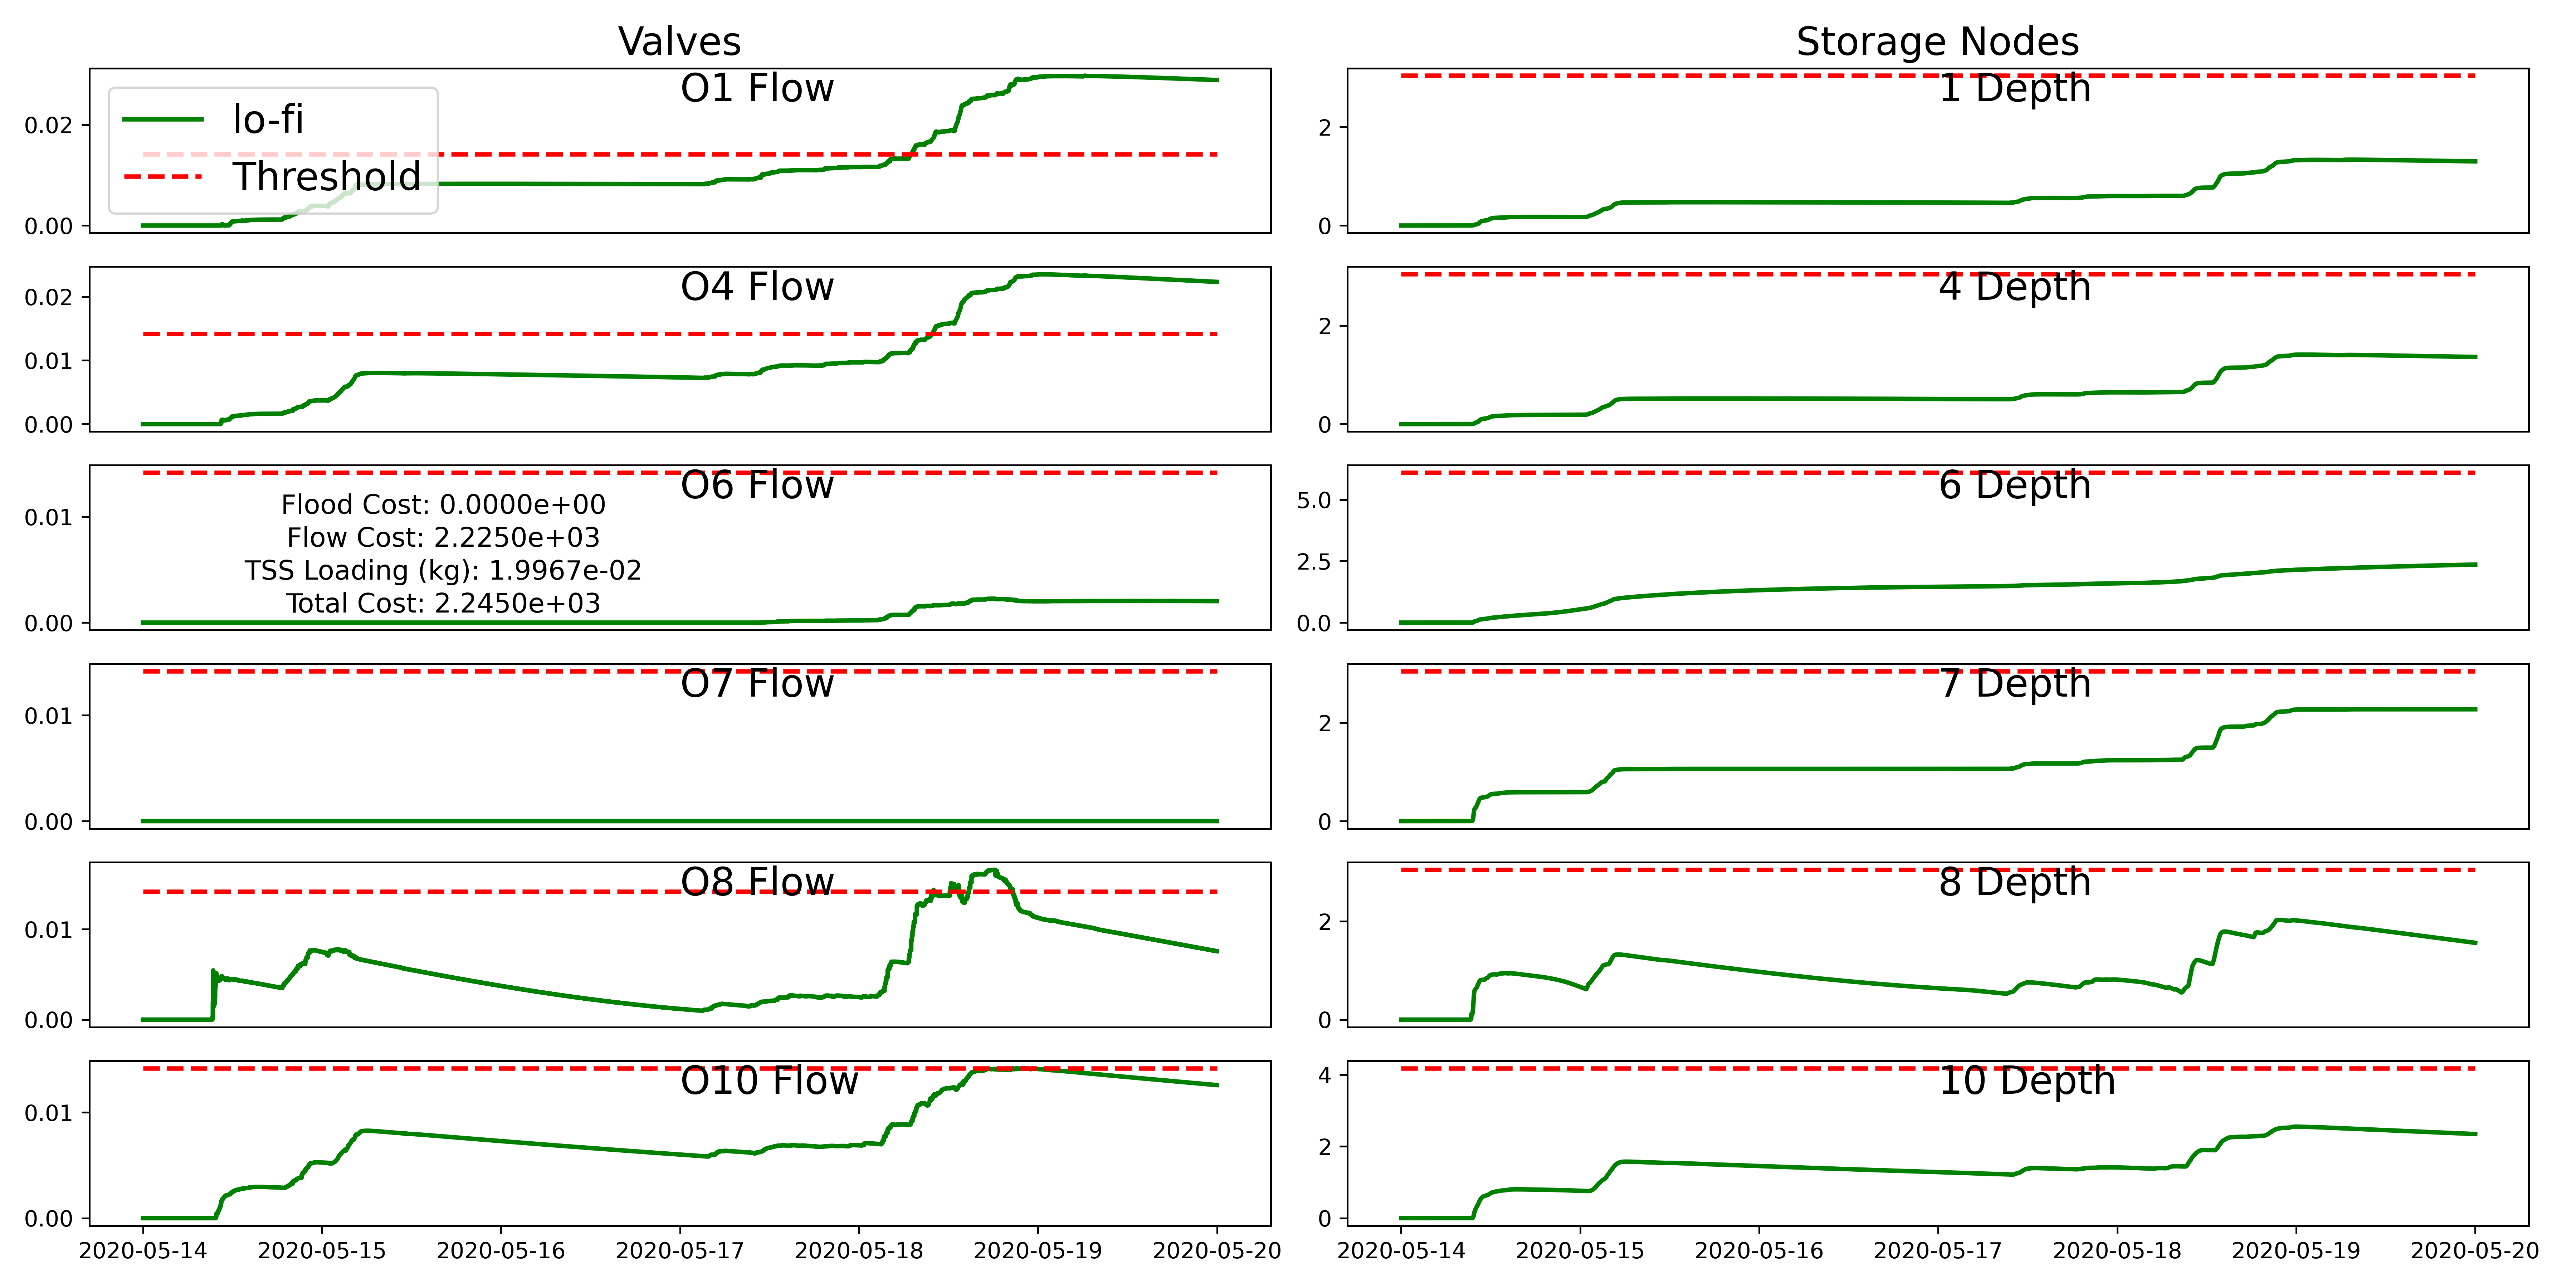 Valves
O1 Flow
lo-fi
Threshold
0.02
0.00
O4 Flow
0.02
0.01
0.00
O6 Flow
Flood Cost: 0.0000e+00
Flow Cost: 2.2250e+03
TSS Loading (kg): 1.9967e-02
Total Cost: 2.2450e+03
0.01
0.00
O7 Flow
0.01
0.00
O8 Flow
0.01
0.00
O10 Flow
0.01
0.00
2020-05-14 2020-05-15 2020-05-16 2020-05-17 2020-05-18 2020-05-19 2020-05-20
Storage Nodes
1 Depth
2
0
4 Depth
2
0
6 Depth
5.0
2.5
0.0
7 Depth
2
0
8 Depth
2
0
10 Depth
4
2
0
2020-05-14 2020-05-15 2020-05-16 2020-05-17 2020-05-18 2020-05-19 2020-05-20